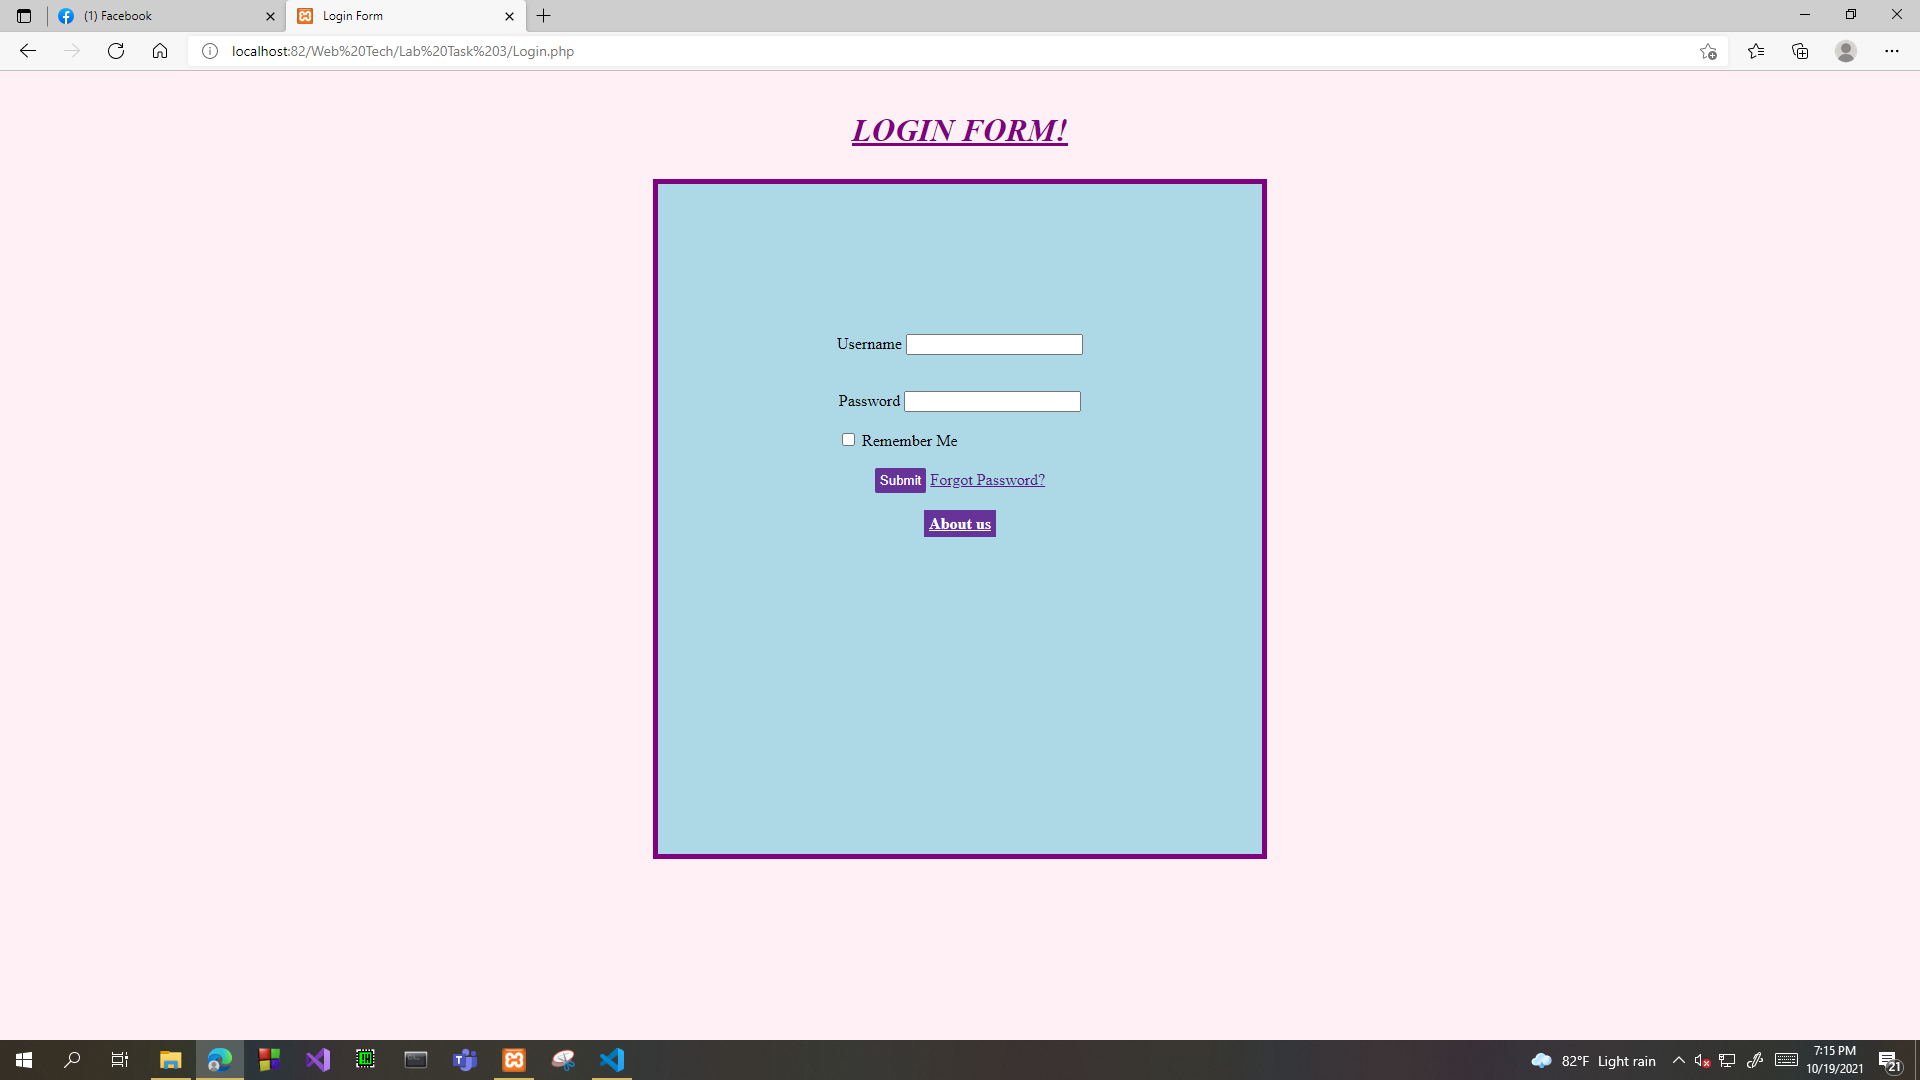 (1) Facebook
Login Form
localhost:82/Web%20Tech/Lab%20Task%203/Login.php
LOGIN FORM!
Username
Password
Remember Me
Submit Forgot Password?
About us
82°F Light rain
7:15 PM
10/19/2021
21